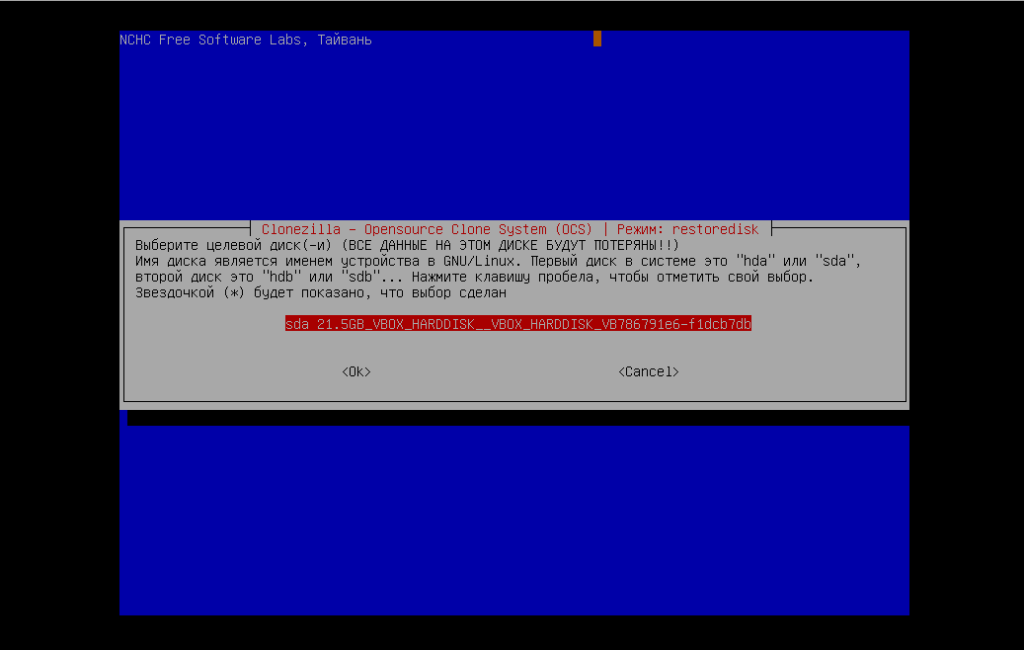 NCHC Free Software Labs, Тайвань
Clonezilla - Opensource Clone System (OCS) | Режим: restoredisk
Выберите целевой диск(-и) (ВСЕ ДАННЫЕ НА ЭТОМ ДИСКЕ БУДУТ ПОТЕРЯНЫ!!)
Имя диска является именем устройства в GNU/Linux. Первый диск в системе это "hda" или "sda",
второй диск это "hdb" или "sdb"... Нажмите клавишу пробела, чтобы отметить свой выбор.
Звездочкой (*) будет показано, что выбор сделан
sda 21.5GB_VBOX_HARDDISK__VBOX_HARDDISK_VB786791e6-f1dcb7db
<Ok> <Cancel>